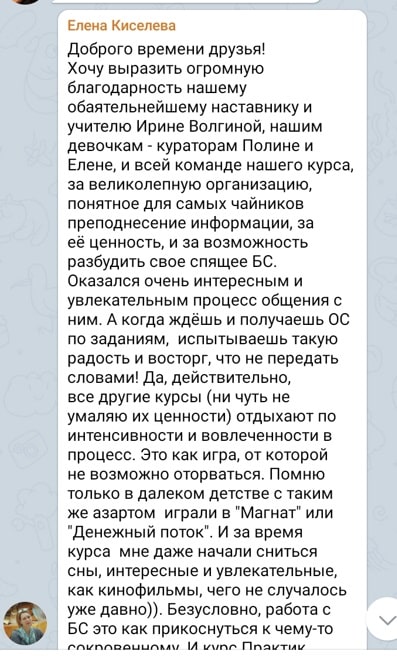 Елена Киселева
Доброго времени друзья!
Хочу выразить огромную
благодарность нашему
обаятельнейшему наставнику и
учителю Ирине Волгиной, нашим
девочкам - кураторам Полине и
Елене, и всей команде нашего курса,
за великолепную организацию,
понятное для самых чайников
преподнесение информации, за
её ценность, и за возможность
разбудить свое спящее БС.
Оказался очень интересным и
увлекательным процесс общения с
ним. А когда ждёшь и получаешь ОС
по заданиям, испытываешь такую
радость и восторг, что не передать
словами! Да, действительно,
все другие курсы (ни чуть не
умаляю их ценности) отдыхают по
интенсивности и вовлеченности в
процесс. Это как игра, от которой
не возможно оторваться. Помню
только в далеком детстве с таким
же азартом играли в "Магнат" или
"Денежный поток". И за время
курса мне даже начали сниться
сны, интересные и увлекательные,
как кинофильмы, чего не случалось
уже давно)). Безусловно, работа с
БС это как прикоснуться к чему-то
сокровенному. И курс Практик